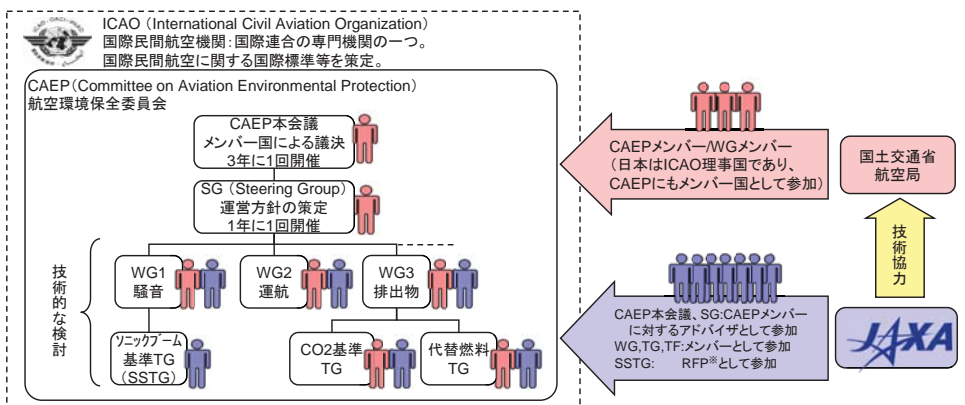 ICAO（International Civil Aviation Organization）
国際民間航空機関：国際連合の専門機関の一つ。
国際民間航空に関する国際標準等を策定。
CAEP（Committee on Aviation Environmental Protection）
航空環境保全委員会
CAEP本会議
メンバー国による議決
3年に1回開催
SG（Steering Group）
運営方針の策定
1年に1回開催
技術的な検討
WG1
騒音
WG2
運航
WG3
排出物
ｿﾆｯｸﾌﾞｰﾑ
基準TG
(SSTG)
CO2基準
TG
代替燃料
TG
CAEPメンバー/WGメンバー
（日本はICAO理事国であり、
CAEPにもメンバー国として参加）
国土交通省
航空局
技術協力
CAEP本会議、SG:CAEPメンバー
に対するアドバイザとして参加
WG,TG,TF:メンバーとして参加
SSTG: RFP※として参加
JAXA